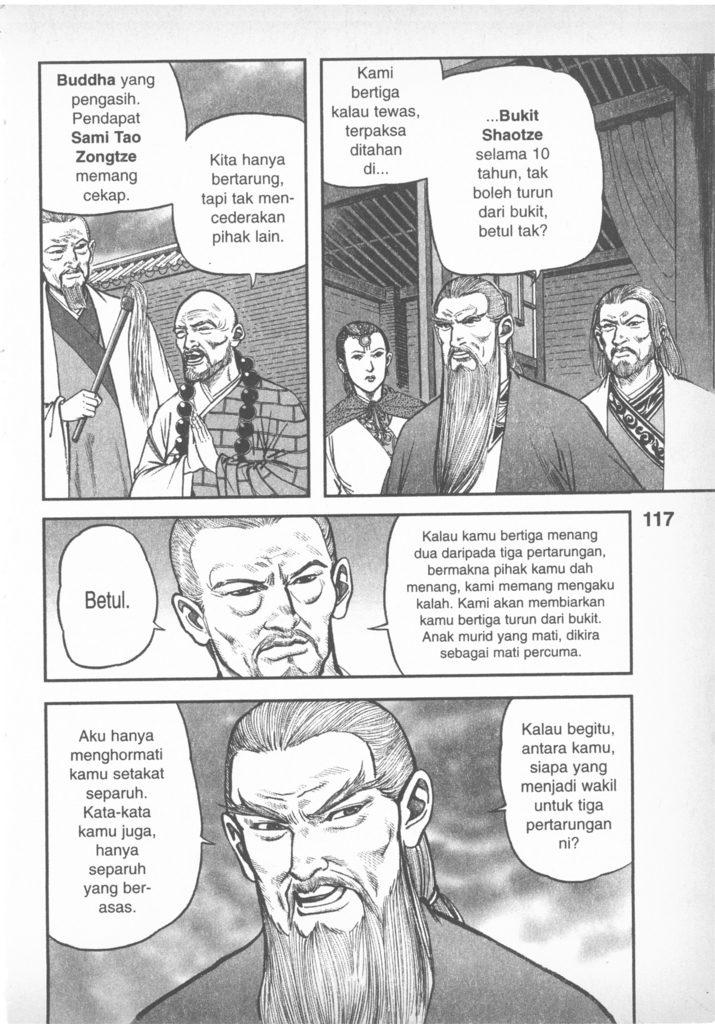 Buddha yang
pengasih.
Pendapat
Sami Tao
Zongtze
memang
cekap.
Kita hanya
bertarung,
tapi tak men-
cederakan
pihak lain.
Kami
bertiga
kalau tewas,
terpaksa
ditahan
di...
...Bukit
Shaotze
selama 10
tahun, tak
boleh turun
dari bukit,
betul tak?
117
Betul.
Kalau kamu bertiga menang
dua daripada tiga pertarungan,
bermakna pihak kamu dah
menang, kami memang mengaku
kalah. Kami akan membiarkan
kamu bertiga turun dari bukit.
Anak murid yang mati, dikira
sebagai mati percuma.
Aku hanya
menghormati
kamu setakat
separuh.
Kata-kata
kamu juga,
hanya
separuh
yang ber-
asas.
Kalau begitu,
antara kamu,
siapa yang
menjadi wakil
untuk tiga
pertarungan
ni?